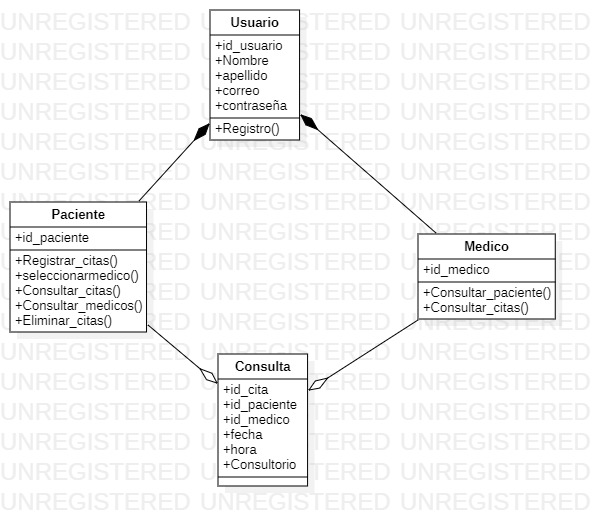 Usuario
+id_usuario
+Nombre
+apellido
+correo
+contraseña
+Registro()
Paciente
+id_paciente
+Registrar_citas()
+seleccionarmedico()
+Consultar_citas()
+Consultar_medicos()
+Eliminar_citas()
Medico
+id_medico
+Consultar_paciente()
+Consultar_citas()
Consulta
+id_cita
+id_paciente
+id_medico
+fecha
+hora
+Consultorio
UNREGISTERED UNREGISTERED UNREGISTERED